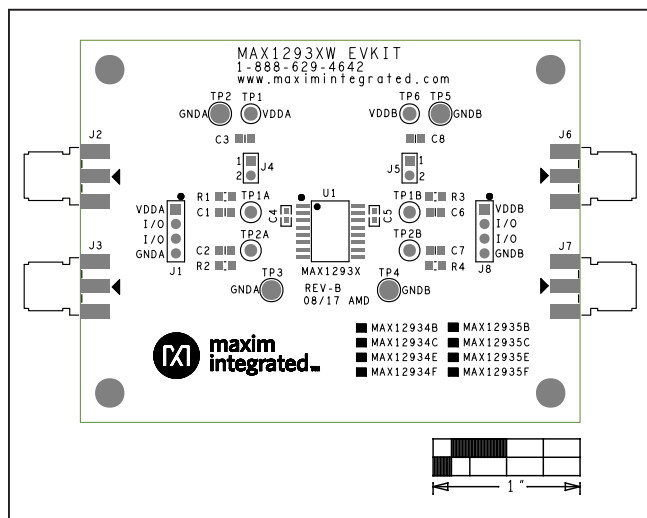 MAX1293XW EVKIT
1-888-629-4642
www.maximintegrated.com
TP2 TP1 TP6 TP5
GNDA VDDA VDDB GNDB
J2 C3 C8 J6
1 2 J4 J5 1 2
R1 TP1A U1 TP1B R3
VDDA C1 C4 C5 C6 VDDB
I/O I/O
I/O TP2A TP2B I/O
J3 GNDA C2 C7 GNDB J7
J1 R2 MAX1293X R4 J8
TP3 TP4
GNDA REV-B GNDB
08/17 AMD
maxim
integrated™
MAX12934B MAX12935B
MAX12934C MAX12935C
MAX12934E MAX12935E
MAX12934F MAX12935F
1"